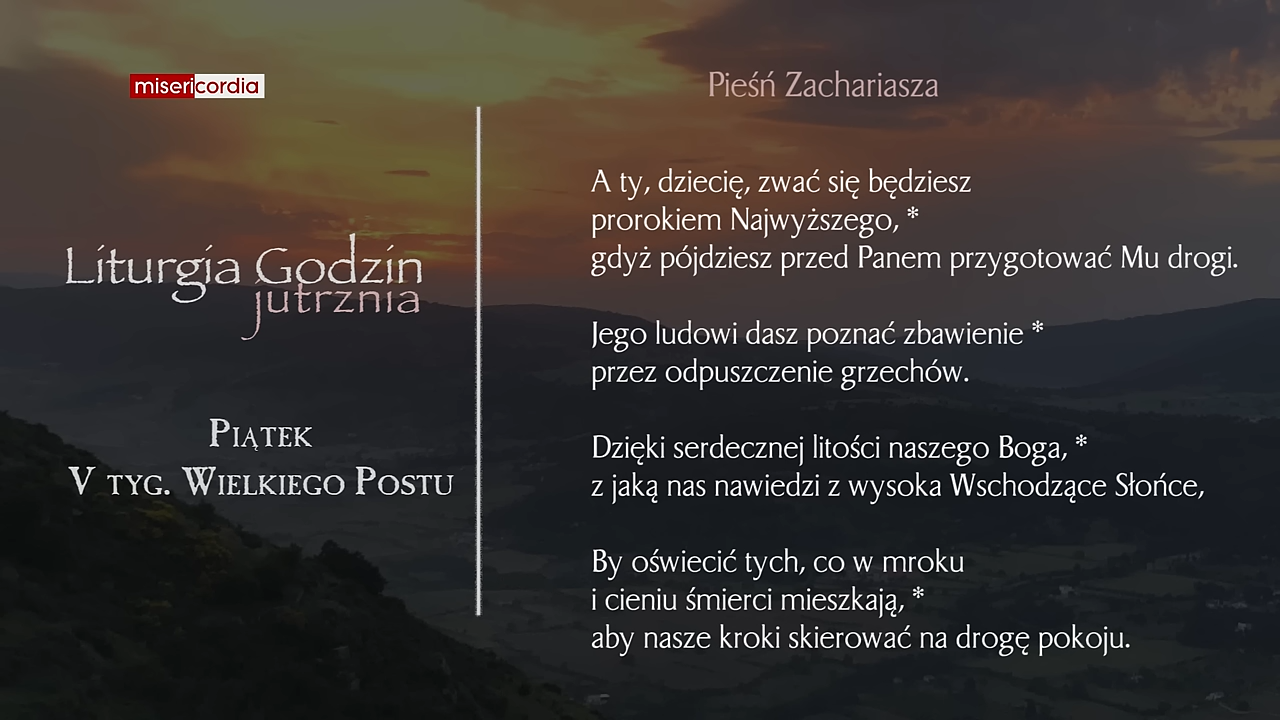 misericordia
Liturgia Godzin
jutrznia
Piątek
V tyg. Wielkiego Postu
Pieśń Zachariasza
A ty, dziecię, zwać się będziesz
prorokiem Najwyższego, *
gdyż pójdziesz przed Panem przygotować Mu drogi.
Jego ludowi dasz poznać zbawienie *
przez odpuszczenie grzechów.
Dzięki serdecznej litości naszego Boga, *
z jaką nas nawiedzi z wysoka Wschodzące Słońce,
By oświecić tych, co w mroku
i cieniu śmierci mieszkają, *
aby nasze kroki skierować na drogę pokoju.